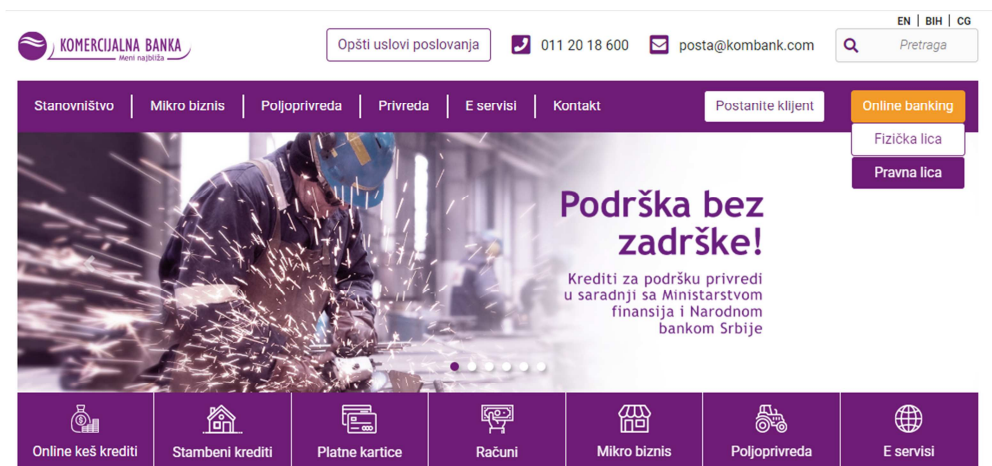 EN | BIH | CG
KOMERCIJALNA BANKA
Meni najbliža
Opšti uslovi poslovanja
011 20 18 600
posta@kombank.com
Pretraga
Stanovništvo | Mikro biznis | Poljoprivreda | Privreda | E servisi | Kontakt
Postanite klijent
Online banking
Fizička lica
Pravna lica
Podrška bez
zadrške!
Krediti za podršku privredi
u saradnji sa Ministarstvom
finansija i Narodnom
bankom Srbije
Online keš krediti
Stambeni krediti
Platne kartice
Računi
Mikro biznis
Poljoprivreda
E servisi